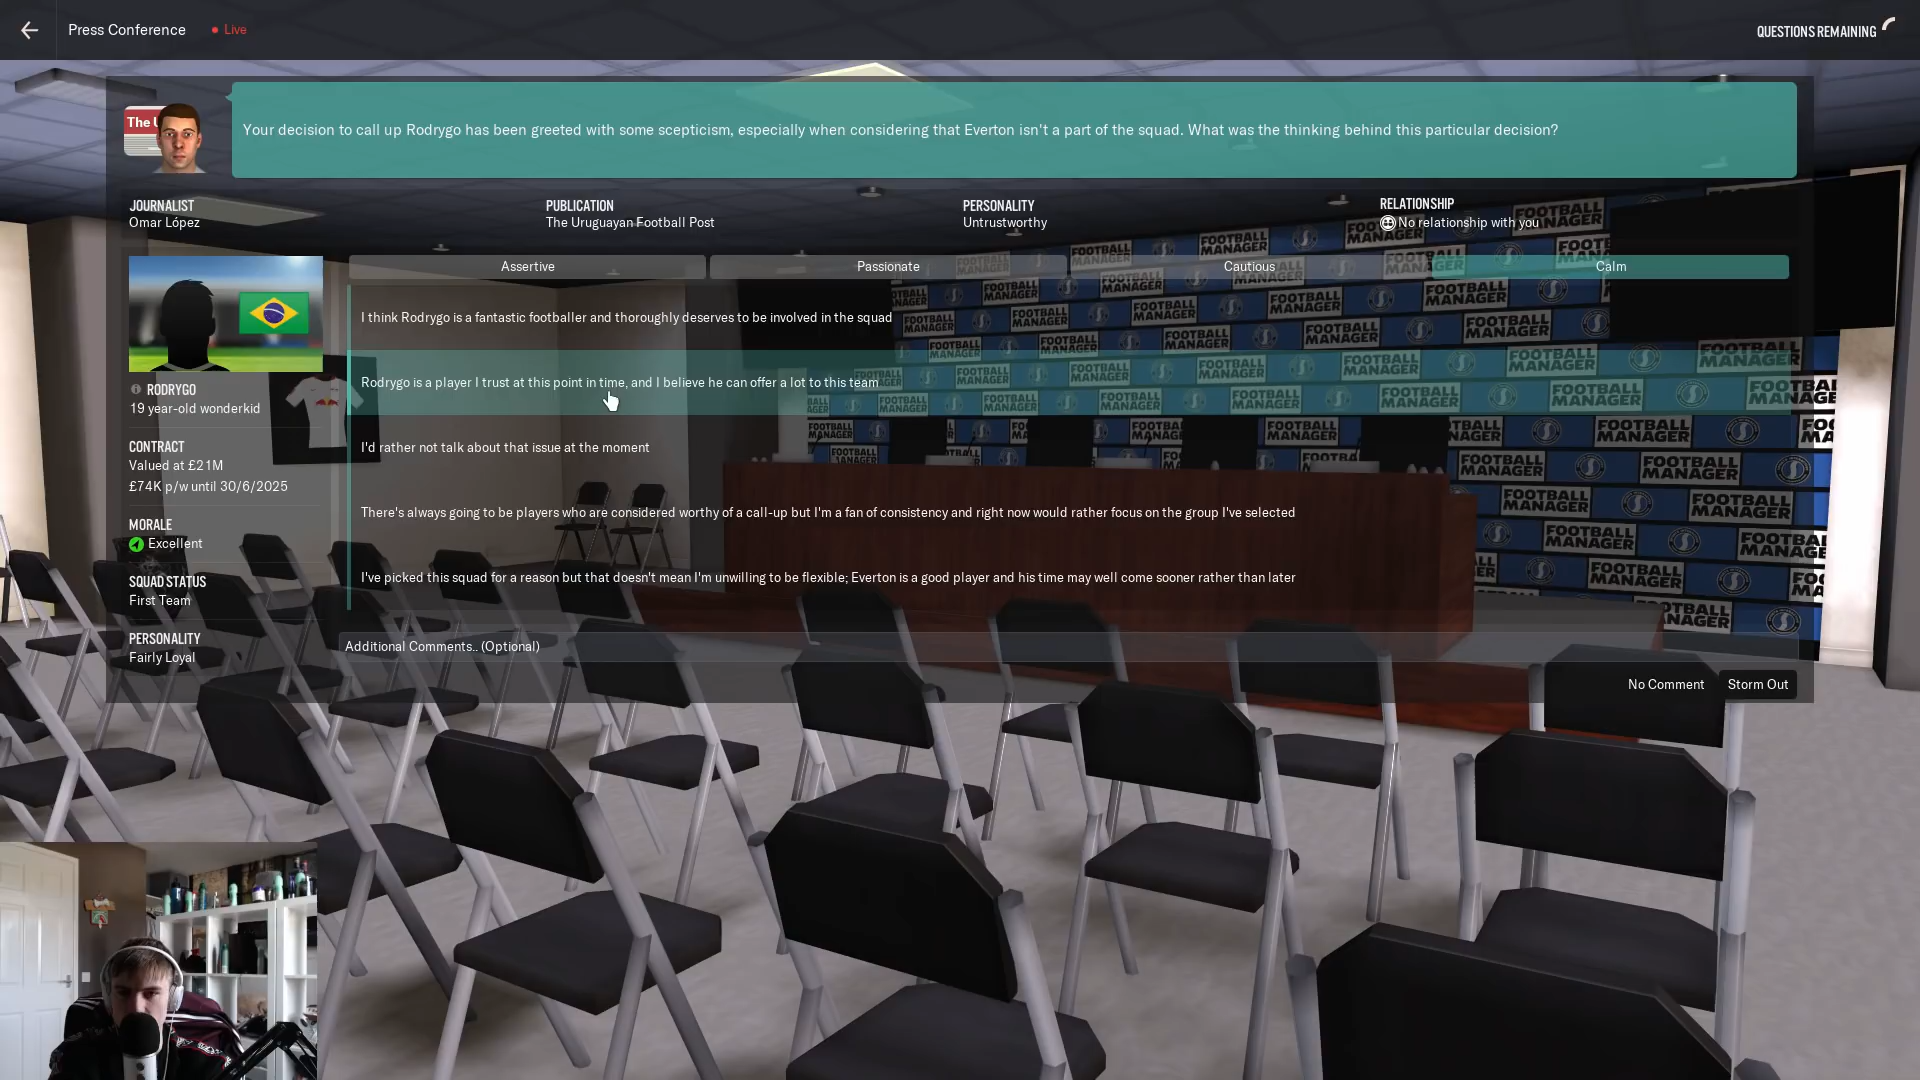 Press Conference
Live
QUESTIONS REMAINING
The U
Your decision to call up Rodrygo has been greeted with some scepticism, especially when considering that Everton isn't a part of the squad. What was the thinking behind this particular decision?
JOURNALIST
Omar López
PUBLICATION
The Uruguayan Football Post
PERSONALITY
Untrustworthy
RELATIONSHIP
No relationship with you
Assertive
Passionate
Cautious
Calm
RODRYGO
19 year-old wonderkid
CONTRACT
Valued at £21M
£74K p/w until 30/6/2025
MORALE
Excellent
SQUAD STATUS
First Team
PERSONALITY
Fairly Loyal
I think Rodrygo is a fantastic footballer and thoroughly deserves to be involved in the squad
Rodrygo is a player I trust at this point in time, and I believe he can offer a lot to this team
I'd rather not talk about that issue at the moment
There's always going to be players who are considered worthy of a call-up but I'm a fan of consistency and right now would rather focus on the group I've selected
I've picked this squad for a reason but that doesn't mean I'm unwilling to be flexible; Everton is a good player and his time may well come sooner rather than later
Additional Comments.. (Optional)
No Comment
Storm Out
FOOTBALL MANAGER